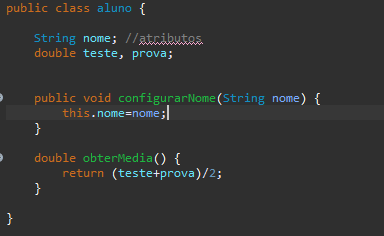 public class aluno {
String nome; //atributos
double teste, prova;
public void configurarNome(String nome) {
this.nome=nome;
}
double obterMedia() {
return (teste+prova)/2;
}
}